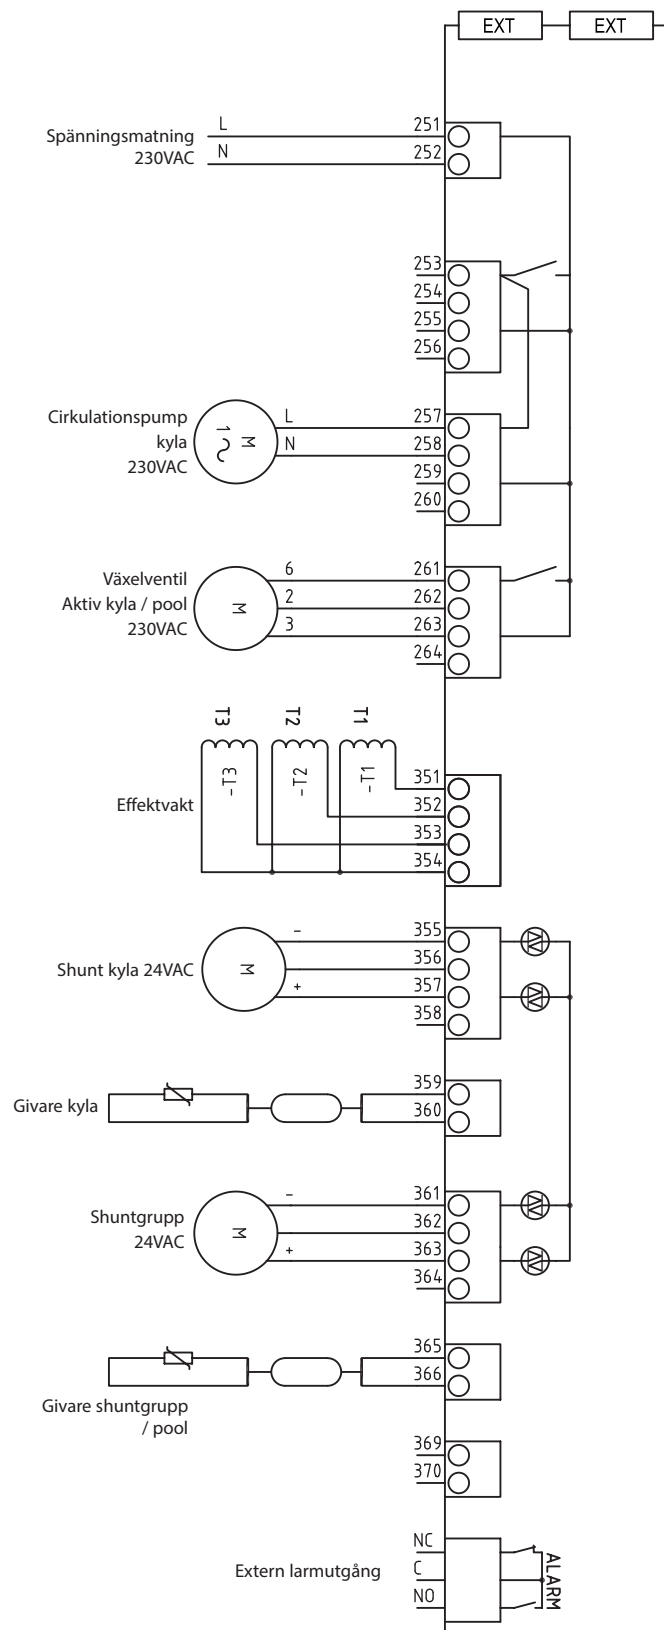 EXT EXT
L 251
Spänningsmatning
N 252
230VAC
253
254
255
256
Cirkulationspump L 257
kyla M 1 N 258
230VAC
259
260
Växelventil 6 261
Aktiv kyla / pool M 2 262
230VAC 3 263
264
T3 T2 T1
-T3 -T2 -T1 351
Effektvakt 352
353
354
- 355
Shunt kyla 24VAC M 356
+ 357
358
359
Givare kyla 360
- 361
Shuntgrupp M 362
24VAC + 363
364
365
366
Givare shuntgrupp
/ pool
369
370
NC
Extern larmutgång C ALARM
NO